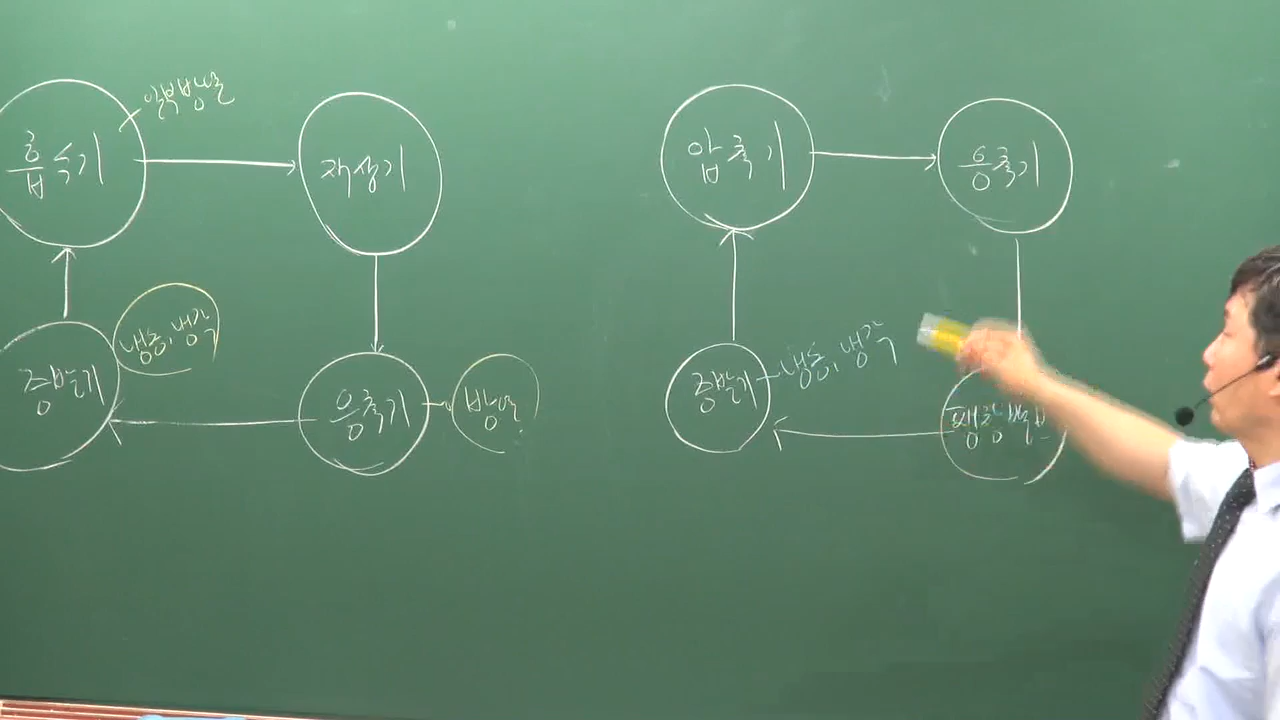 흡수기
일부방열
재생기
증발기
냉동, 냉각
응축기
방열
압축기
응축기
증발기
냉동, 냉각
팽창밸브